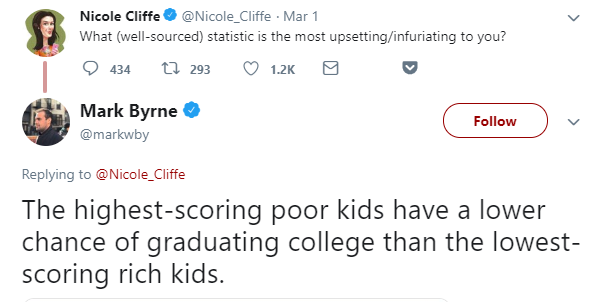 Nicole Cliffe @Nicole_Cliffe · Mar 1
What (well-sourced) statistic is the most upsetting/infuriating to you?
434 293 1.2K
Mark Byrne
@markwby
Follow
Replying to @Nicole_Cliffe
The highest-scoring poor kids have a lower
chance of graduating college than the lowest-
scoring rich kids.